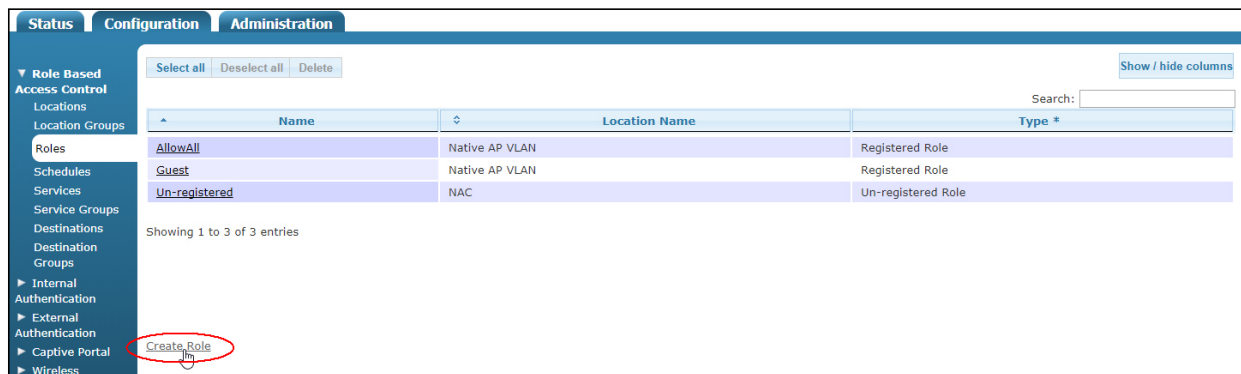 Status Configuration Administration
▼ Role Based
Access Control
Locations
Location Groups
Roles
Schedules
Services
Service Groups
Destinations
Destination
Groups
► Internal
Authentication
► External
Authentication
► Captive Portal
► Wireless
Select all Deselect all Delete
Show / hide columns
Search:
Name Location Name Type *
AllowAll Native AP VLAN Registered Role
Guest Native AP VLAN Registered Role
Un-registered NAC Un-registered Role
Showing 1 to 3 of 3 entries
Create Role